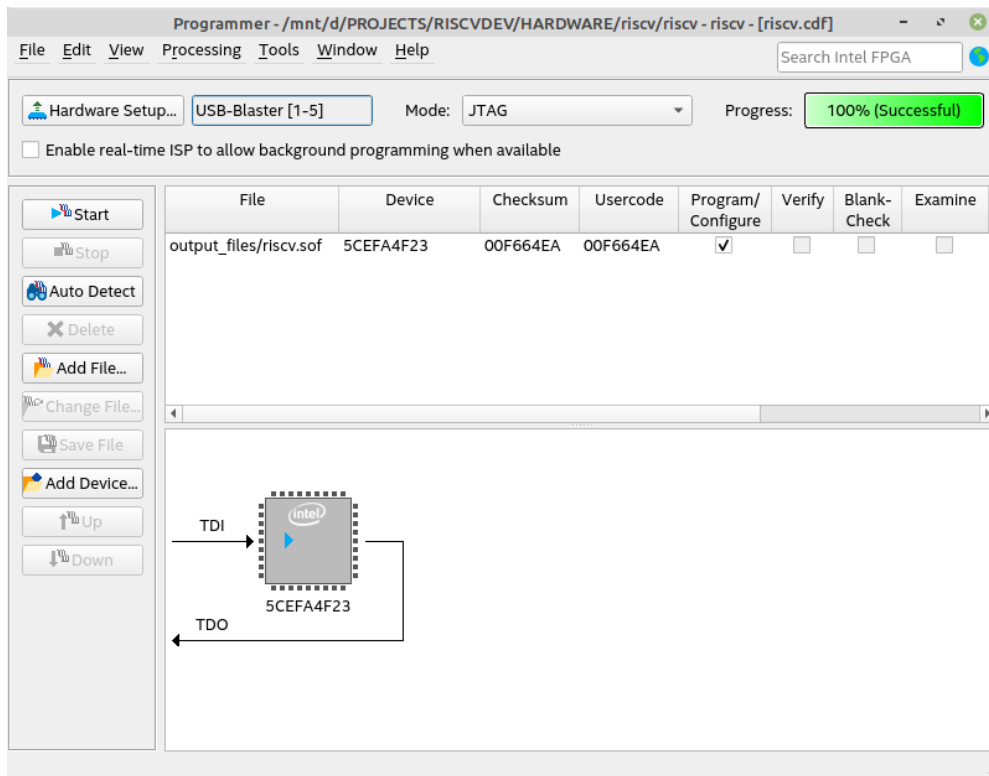 Programmer - /mnt/d/PROJECTS/RISCVDEV/HARDWARE/riscv/riscv - riscv - [riscv.cdf]
File Edit View Processing Tools Window Help
Search Intel FPGA
Hardware Setup... USB-Blaster [1-5] Mode: JTAG Progress: 100% (Successful)
Enable real-time ISP to allow background programming when available
Start
Stop
Auto Detect
Delete
Add File...
Change File...
Save File
Add Device...
Up
Down
File Device Checksum Usercode Program/ Verify Blank- Examine
Configure Check
output_files/riscv.sof 5CEFA4F23 00F664EA 00F664EA
intel
TDI
5CEFA4F23
TDO